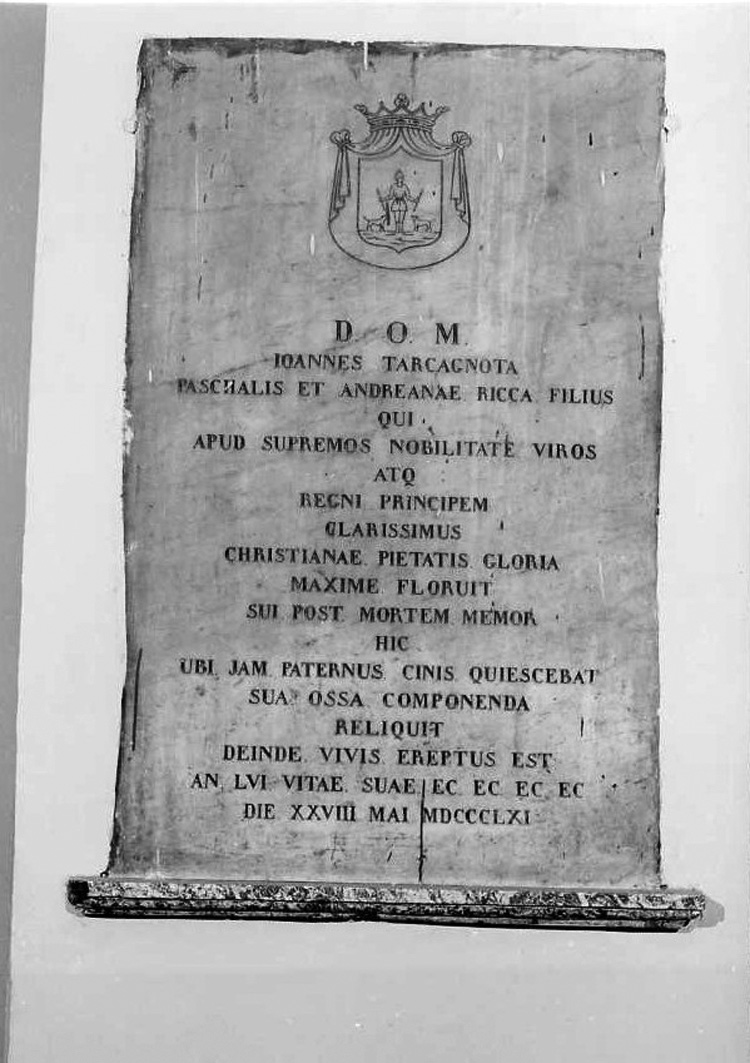 D. O. M.
IOANNES TARCAGNOTA
PASCHALIS ET ANDREANAE RICCA FILIUS
QUI
APUD SUPREMOS NOBILITATE VIROS
ATQ
REGNI PRINCIPEM
CLARISSIMUS
CHRISTIANAE PIETATIS GLORIA
MAXIME FLORUIT
SUI POST MORTEM MEMOR
HIC
UBI JAM PATERNUS CINIS QUIESCEBAT
SUA OSSA COMPONENDA
RELIQUIT
DEINDE VIVIS EREPTUS EST
AN. LVI VITAE SUAE EC EC EC EC
DIE XXVIII MAI MDCCCLXI